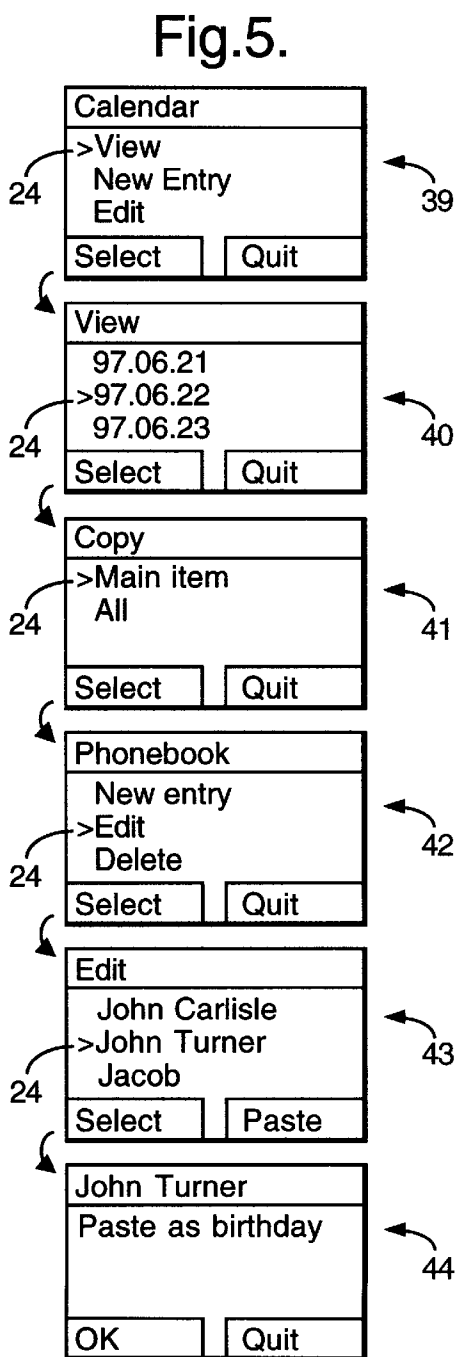 Fig.5.
Calendar
>View
24
New Entry
39
Edit
Select Quit
View
97.06.21
>97.06.22
24
40
97.06.23
Select Quit
Copy
>Main item
24
All
41
Select Quit
Phonebook
New entry
>Edit
42
24
Delete
Select Quit
Edit
John Carlisle
>John Turner
43
24
Jacob
Select Paste
John Turner
Paste as birthday
44
OK Quit